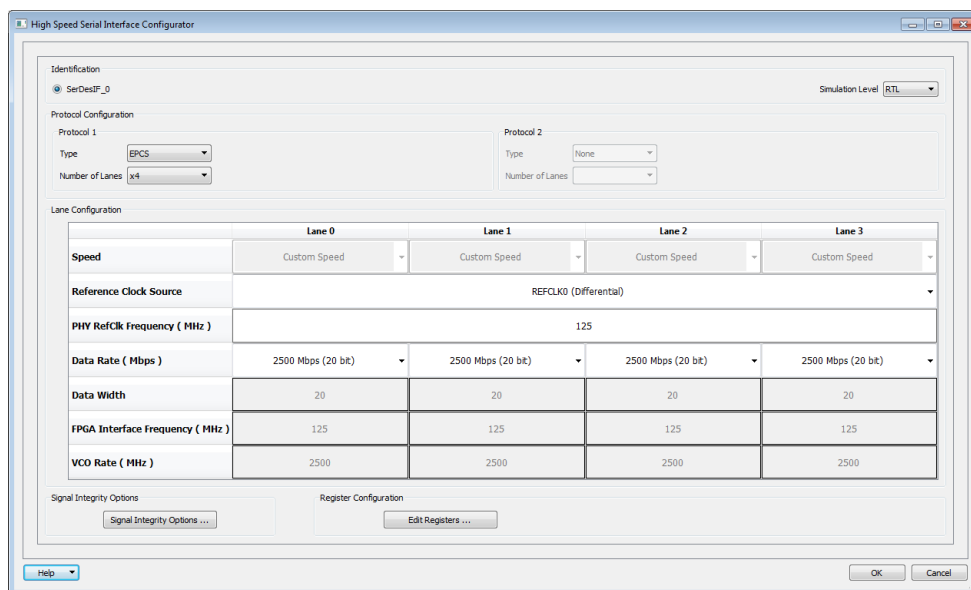 High Speed Serial Interface Configurator
Identification
SerDesIF_0
Simulation Level RTL
Protocol Configuration
Protocol 1
Protocol 2
Type EPCS
Type None
Number of Lanes x4
Number of Lanes
Lane Configuration
Lane 0 Lane 1 Lane 2 Lane 3
Speed Custom Speed Custom Speed Custom Speed Custom Speed
Reference Clock Source REFCLK0 (Differential)
PHY RefClk Frequency ( MHz ) 125
Data Rate ( Mbps ) 2500 Mbps (20 bit) 2500 Mbps (20 bit) 2500 Mbps (20 bit) 2500 Mbps (20 bit)
Data Width 20 20 20 20
FPGA Interface Frequency ( MHz ) 125 125 125 125
VCO Rate ( MHz ) 2500 2500 2500 2500
Signal Integrity Options
Register Configuration
Signal Integrity Options ...
Edit Registers ...
Help
OK
Cancel